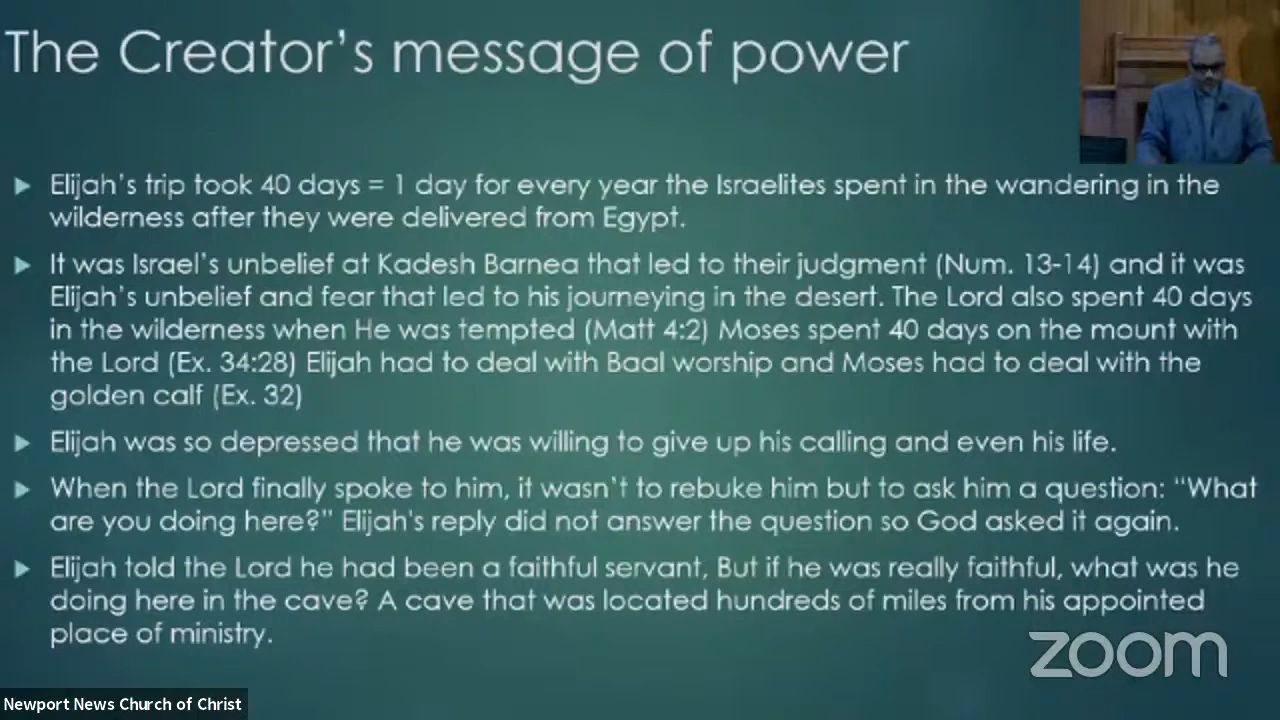 The Creator’s message of power
Elijah’s trip took 40 days = 1 day for every year the Israelites spent in the wandering in the
wilderness after they were delivered from Egypt.
It was Israel’s unbelief at Kadesh Barnea that led to their judgment (Num. 13-14) and it was
Elijah’s unbelief and fear that led to his journeying in the desert. The Lord also spent 40 days
in the wilderness when He was tempted (Matt 4:2) Moses spent 40 days on the mount with
the Lord (Ex. 34:28) Elijah had to deal with Baal worship and Moses had to deal with the
golden calf (Ex. 32)
Elijah was so depressed that he was willing to give up his calling and even his life.
When the Lord finally spoke to him, it wasn’t to rebuke him but to ask him a question: “What
are you doing here?” Elijah's reply did not answer the question so God asked it again.
Elijah told the Lord he had been a faithful servant, But if he was really faithful, what was he
doing here in the cave? A cave that was located hundreds of miles from his appointed
place of ministry.
zoom
Newport News Church of Christ